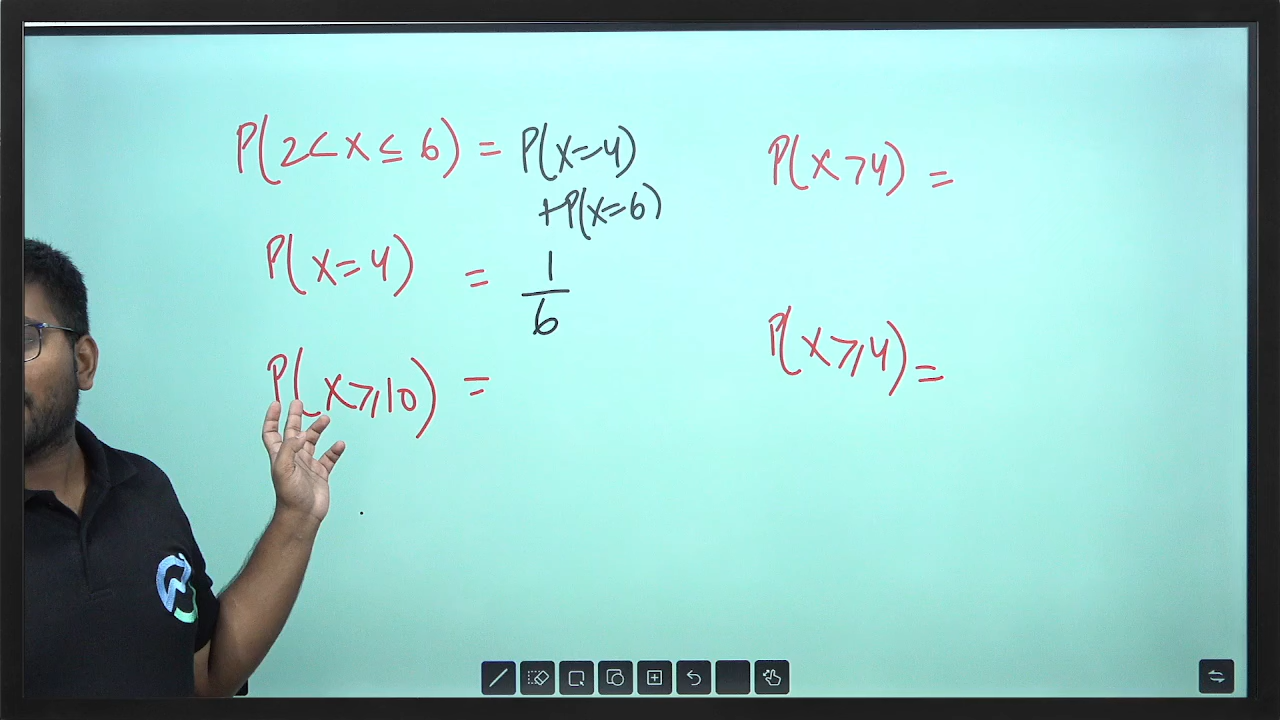 P(2<x≤6) = P(x=4)
+P(x=6)
P(x=4) = 1/6
P(x≥10) =
P(x>4) =
P(x≥4) =